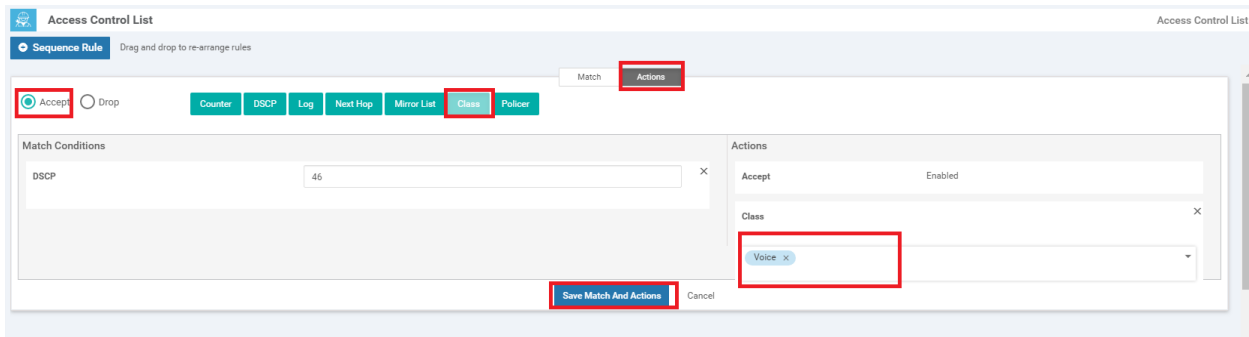 Access Control List
Access Control List
Sequence Rule Drag and drop to re-arrange rules
Match Actions
Accept Drop Counter DSCP Log Next Hop Mirror List Class Policer
Match Conditions Actions
DSCP 46 Accept Enabled
Class
Voice
Save Match And Actions Cancel